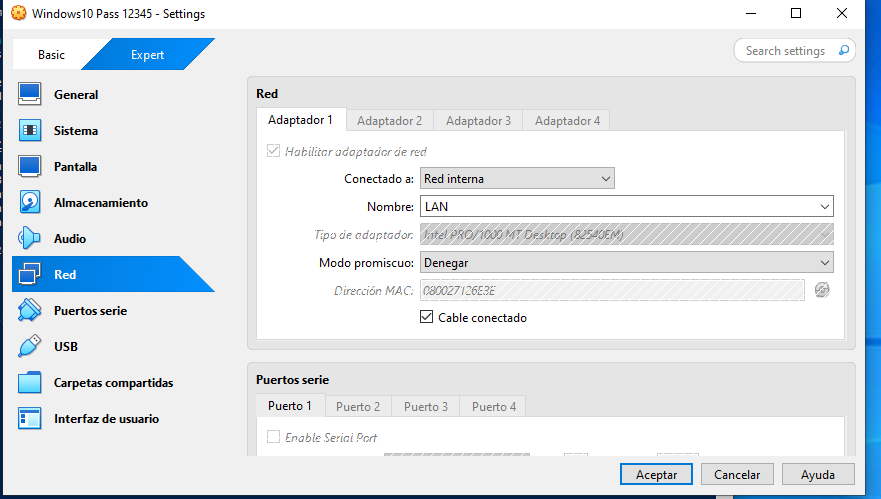 Windows10 Pass 12345 - Settings
Basic
Expert
Search settings
General
Sistema
Pantalla
Almacenamiento
Audio
Red
Puertos serie
USB
Carpetas compartidas
Interfaz de usuario
Red
Adaptador 1
Adaptador 2
Adaptador 3
Adaptador 4
Habilitar adaptador de red
Conectado a: Red interna
Nombre: LAN
Tipo de adaptador: Intel PRO/1000 MT Desktop (82540EM)
Modo promiscuo: Denegar
Dirección MAC: 080027126E3E
Cable conectado
Puertos serie
Puerto 1
Puerto 2
Puerto 3
Puerto 4
Enable Serial Port
Aceptar
Cancelar
Ayuda